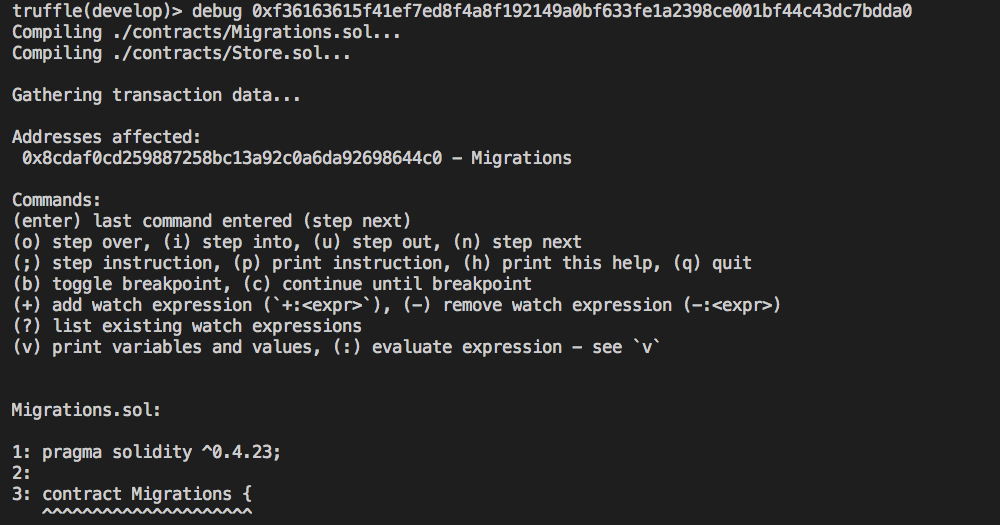 truffle(develop)> debug 0xf36163615f41ef7ed8f4a8f192149a0bf633fe1a2398ce001bf44c43dc7bdda0
Compiling ./contracts/Migrations.sol...
Compiling ./contracts/Store.sol...
Gathering transaction data...
Addresses affected:
0x8cdaf0cd259887258bc13a92c0a6da92698644c0 – Migrations
Commands:
(enter) last command entered (step next)
(o) step over, (i) step into, (u) step out, (n) step next
(;) step instruction, (p) print instruction, (h) print this help, (q) quit
(b) toggle breakpoint, (c) continue until breakpoint
(+) add watch expression (`+:<expr>`), (-) remove watch expression (-:<expr>)
(?) list existing watch expressions
(v) print variables and values, (:) evaluate expression – see `v`
Migrations.sol:
1: pragma solidity ^0.4.23;
2:
3: contract Migrations {
^^^^^^^^^^^^^^^^^^^^^